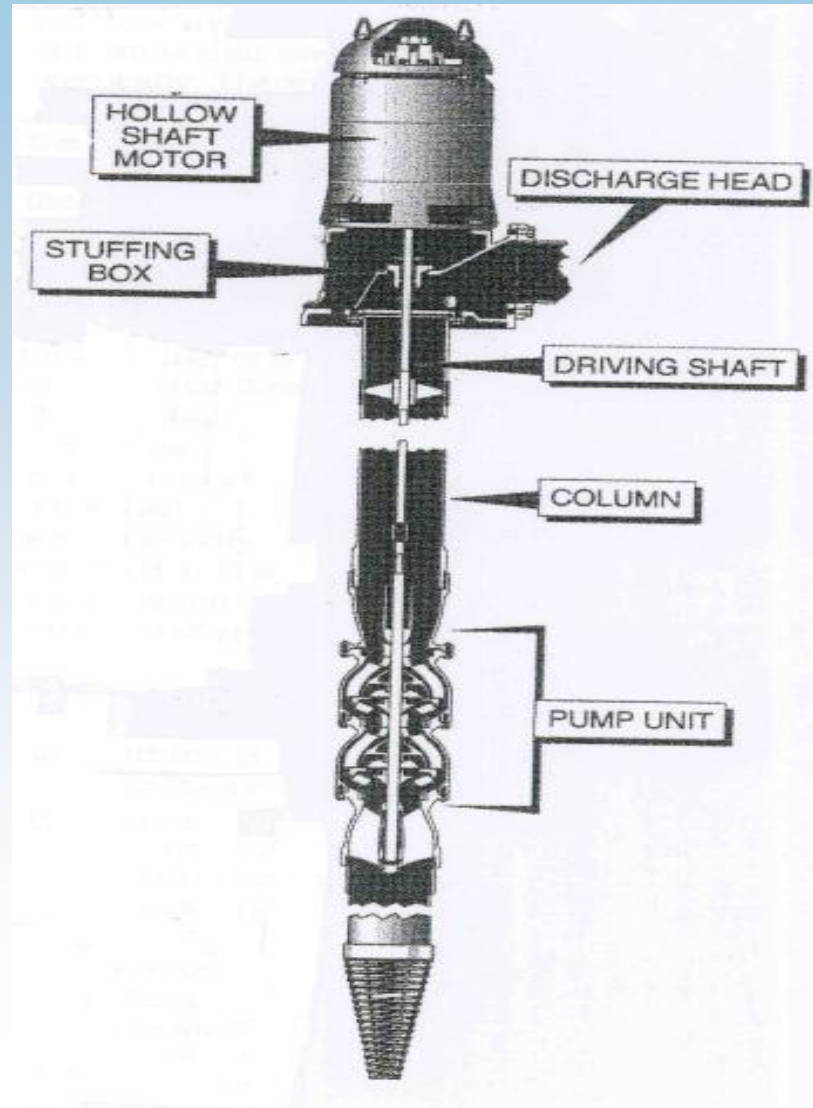 HOLLOW
SHAFT
MOTOR
DISCHARGE HEAD
STUFFING
BOX
DRIVING SHAFT
COLUMN
PUMP UNIT